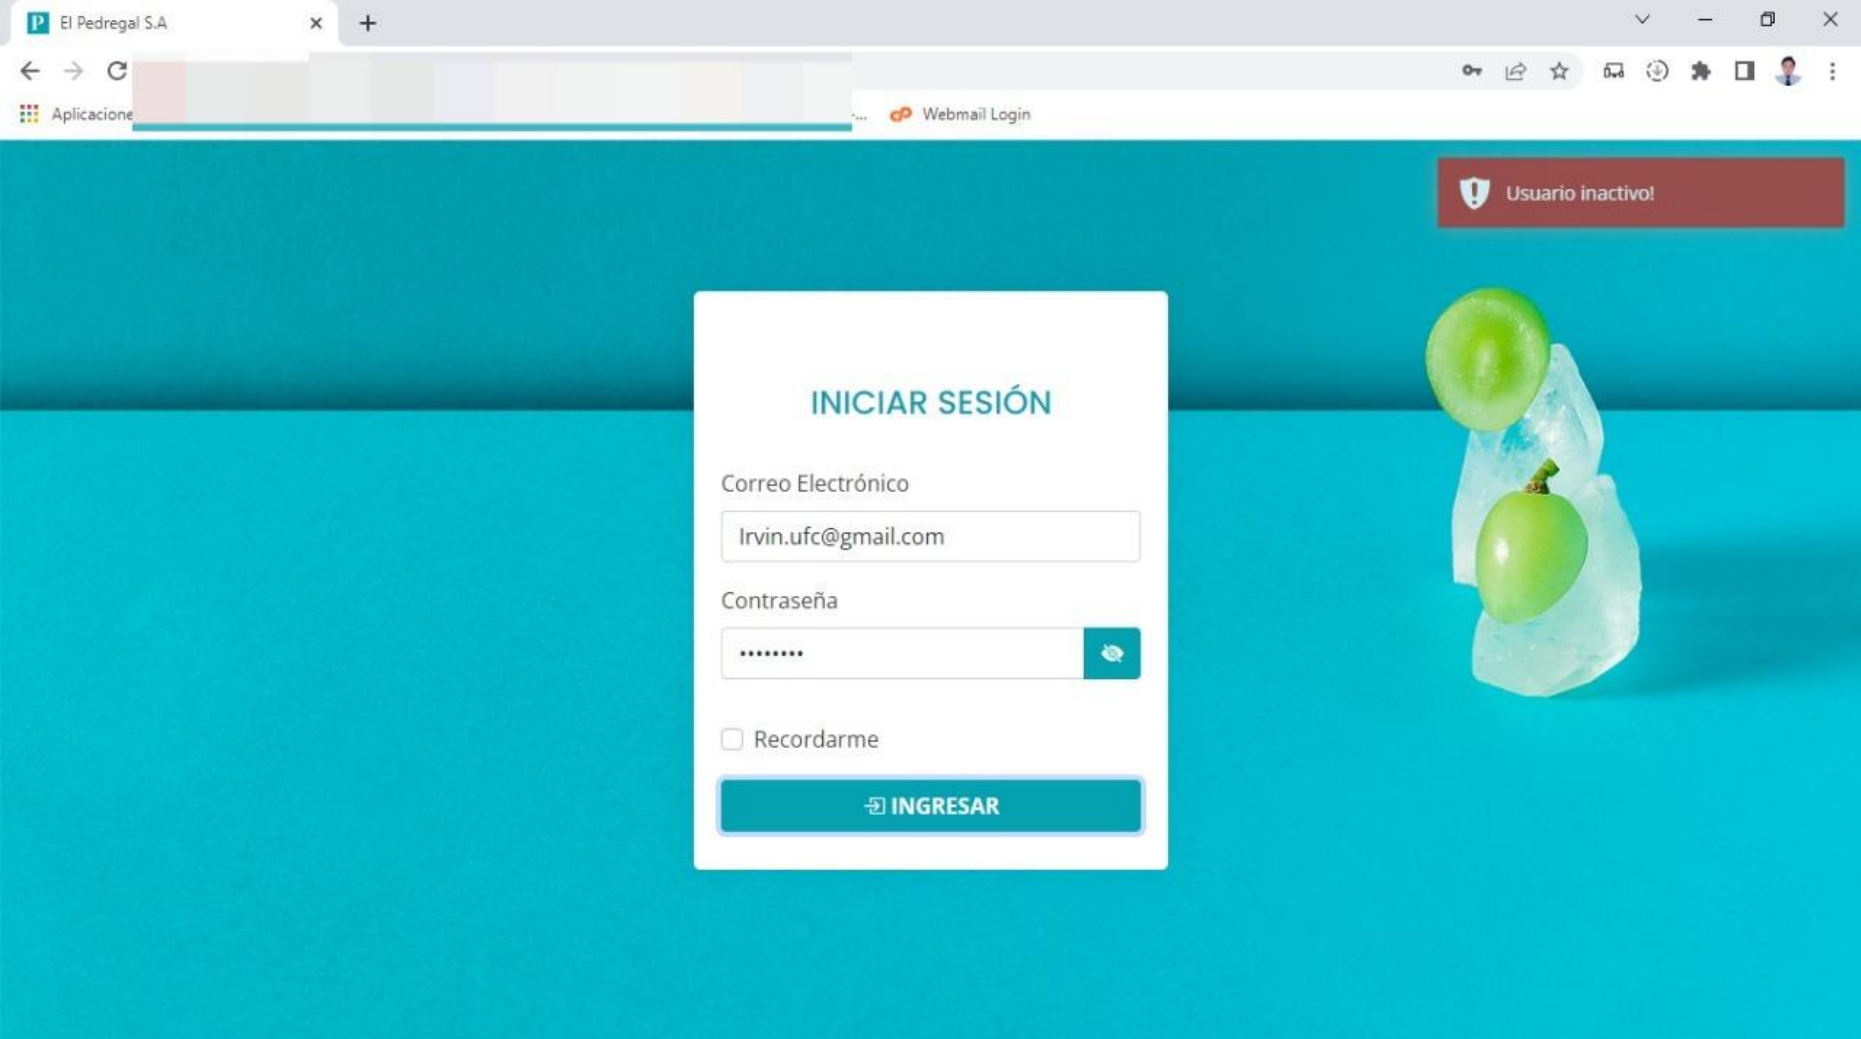 El Pedregal S.A
Aplicacione
...
Webmail Login
Usuario inactivo!
INICIAR SESIÓN
Correo Electrónico
Irvin.ufc@gmail.com
Contraseña
••••••••
Recordarme
INGRESAR